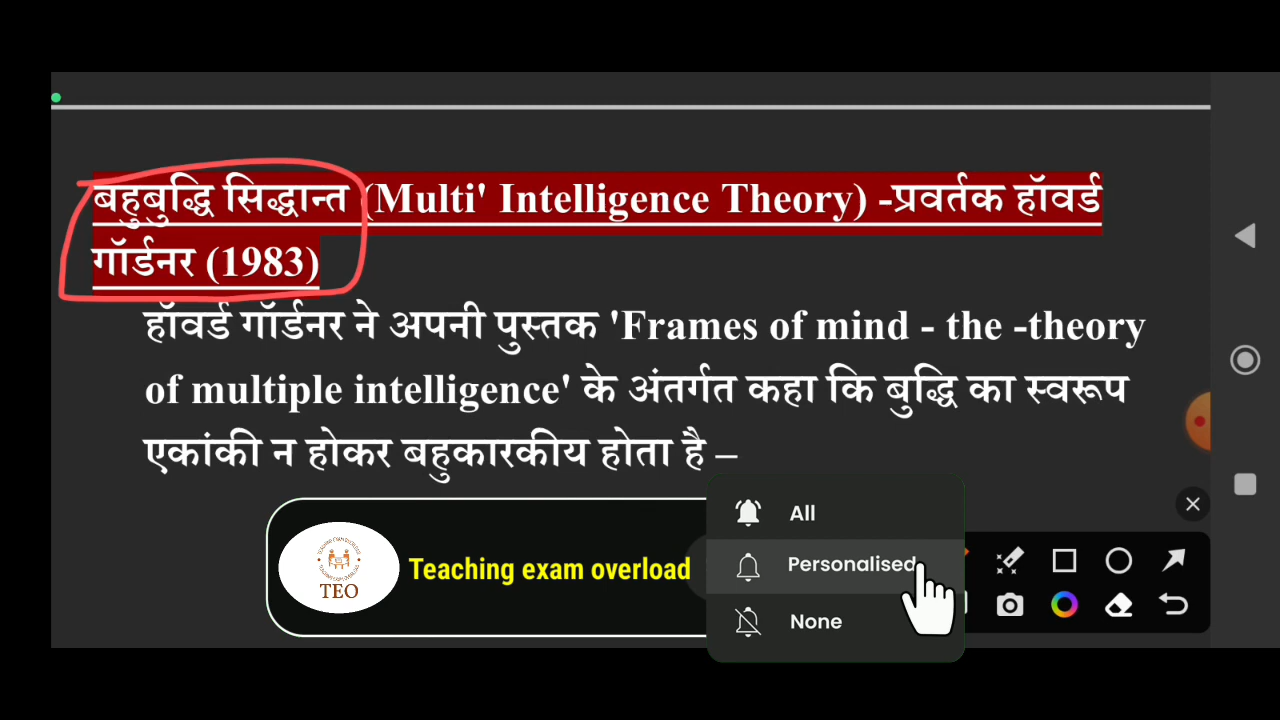 बहुबुद्धि सिद्धान्त (Multi' Intelligence Theory) -प्रवर्तक हॉवर्ड
गॉर्डनर (1983)
हॉवर्ड गॉर्डनर ने अपनी पुस्तक 'Frames of mind - the -theory
of multiple intelligence' के अंतर्गत कहा कि बुद्धि का स्वरूप
एकांकी न होकर बहुकारकीय होता है –
All
TEO
Teaching exam overload
Personalised
None